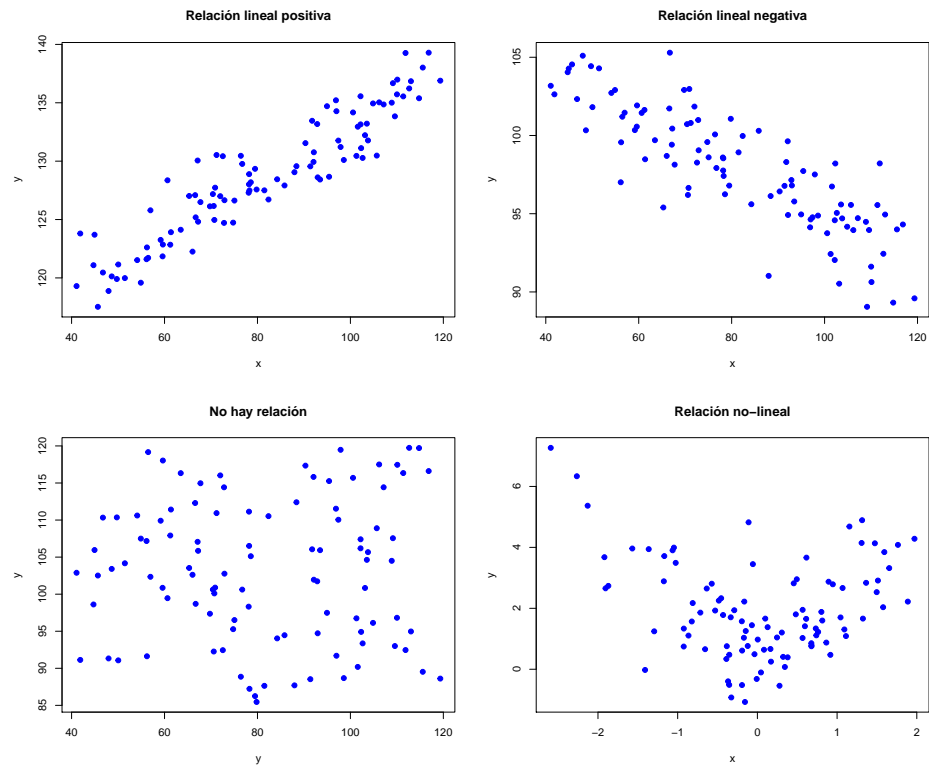 Relación lineal positiva
140
135
130
125
120
y
40 60 80 100 120
x
Relación lineal negativa
105
100
95
90
y
40 60 80 100 120
x
No hay relación
120
115
110
105
100
95
90
85
y
40 60 80 100 120
y
Relación no−lineal
6
4
2
0
y
−2 −1 0 1 2
x